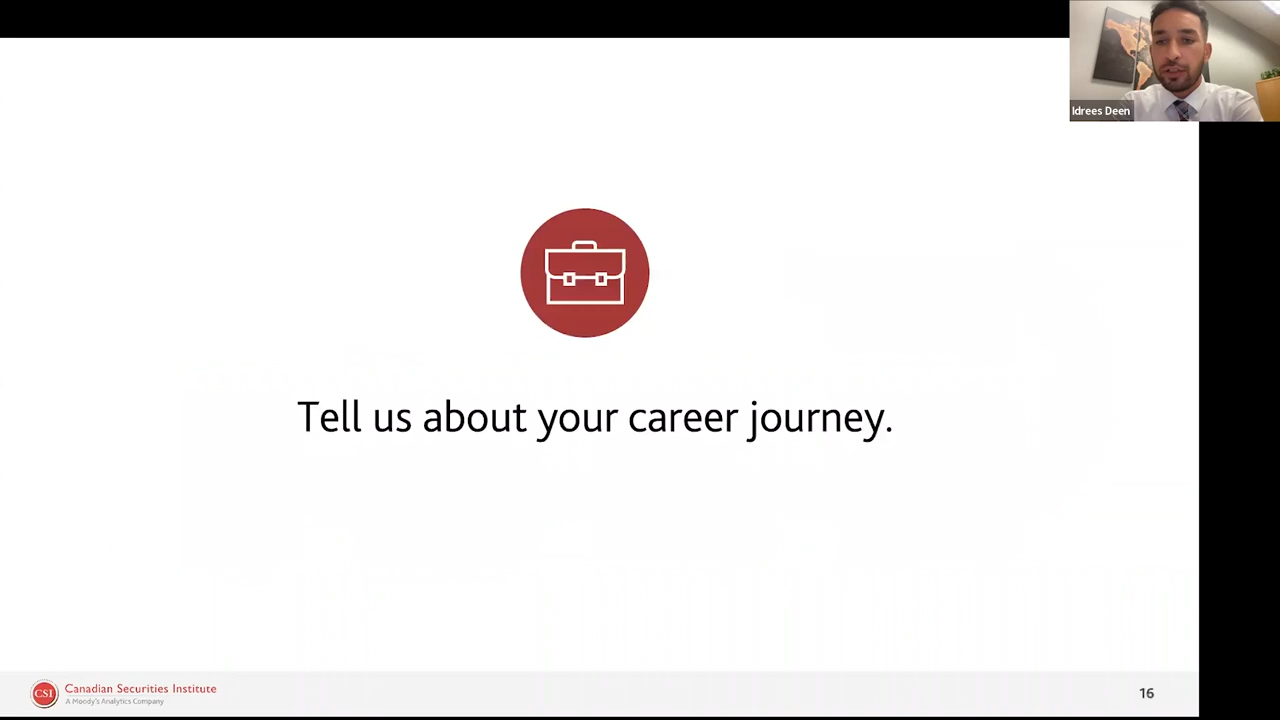 Idrees Deen
Tell us about your career journey.
CSI
Canadian Securities Institute
A Moody's Analytics Company
16